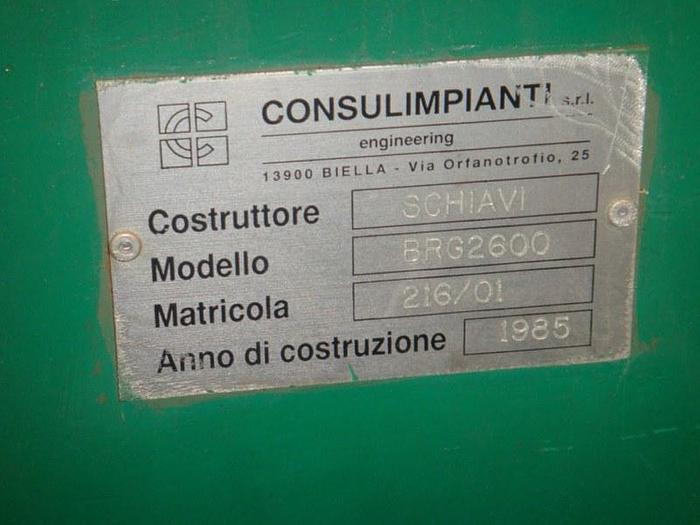 CONSULIMPIANTI s.r.l.
engineering
13900 BIELLA - Via Orfanotrofio, 25
Costruttore SCHIAVI
Modello BRG2600
Matricola 216/01
Anno di costruzione 1985